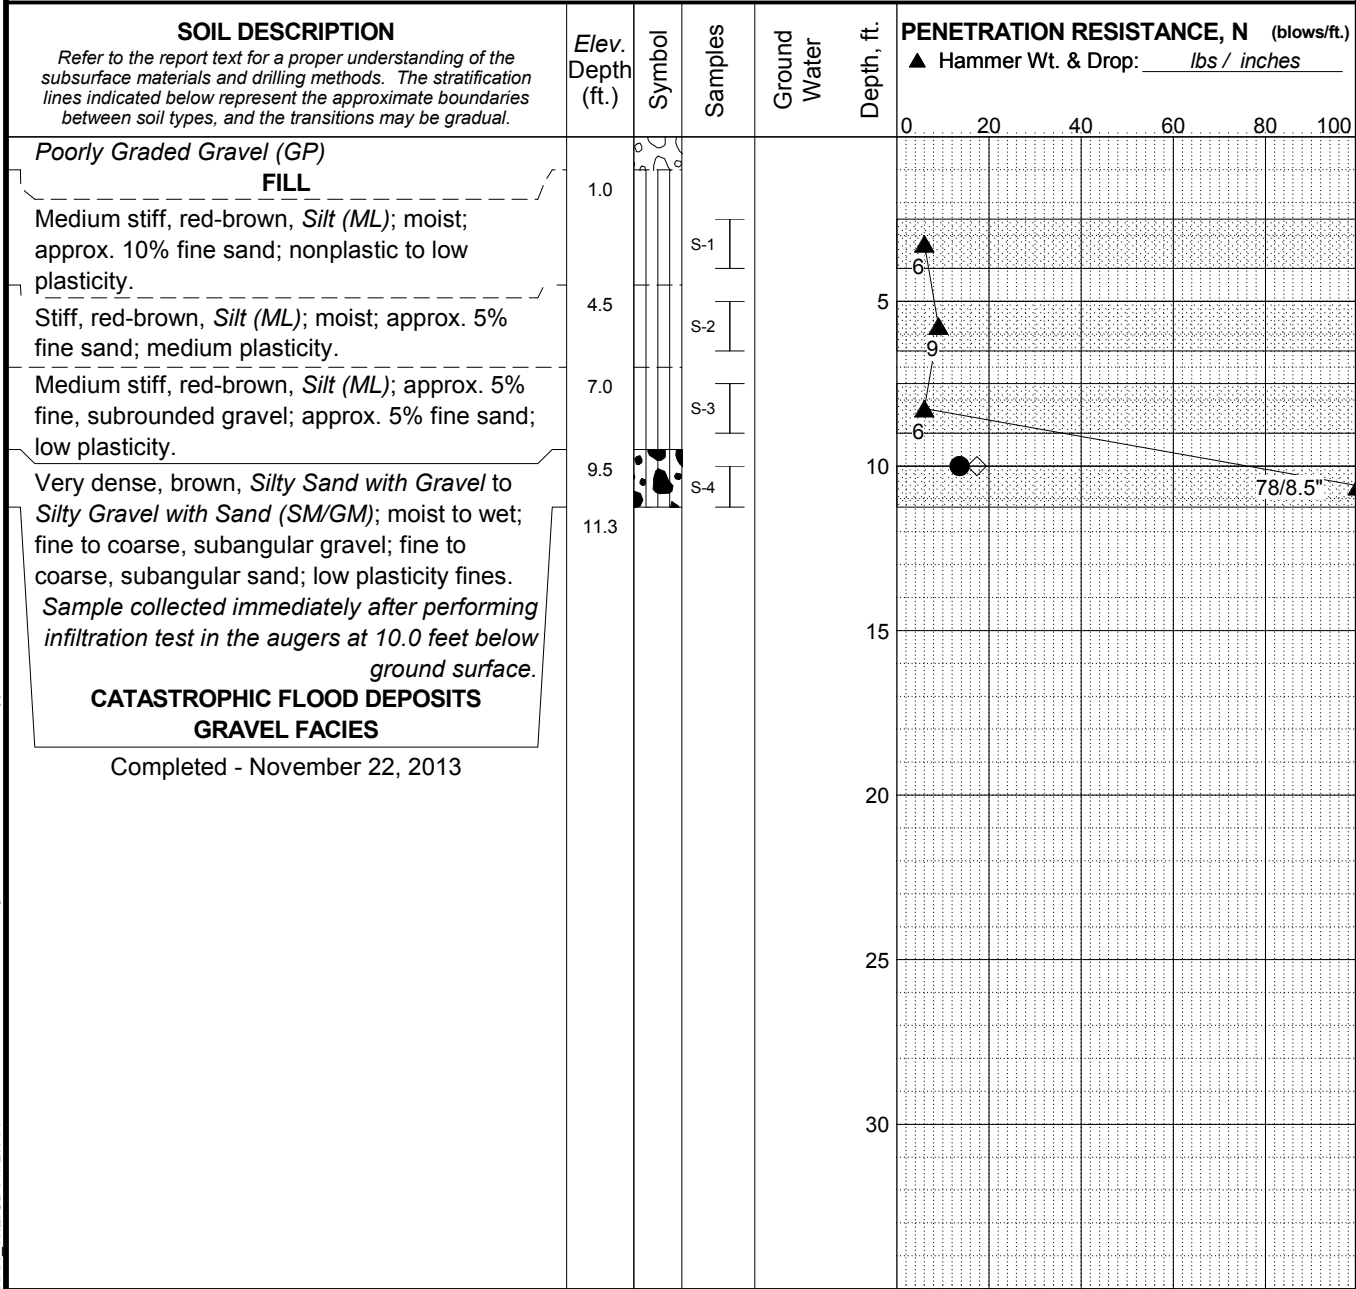 SOIL DESCRIPTION
Refer to the report text for a proper understanding of the
subsurface materials and drilling methods. The stratification
lines indicated below represent the approximate boundaries
between soil types, and the transitions may be gradual.
Elev.
Depth
(ft.)
Symbol
Samples
Ground
Water
Depth, ft.
PENETRATION RESISTANCE, N (blows/ft.)
▲ Hammer Wt. & Drop: lbs / inches
0 20 40 60 80 100
Poorly Graded Gravel (GP)
FILL
1.0
Medium stiff, red-brown, Silt (ML); moist;
approx. 10% fine sand; nonplastic to low
plasticity.
S-1
6
4.5
5
Stiff, red-brown, Silt (ML); moist; approx. 5%
fine sand; medium plasticity.
S-2
9
7.0
Medium stiff, red-brown, Silt (ML); approx. 5%
fine, subrounded gravel; approx. 5% fine sand;
low plasticity.
S-3
6
9.5
10
Very dense, brown, Silty Sand with Gravel to
Silty Gravel with Sand (SM/GM); moist to wet;
fine to coarse, subangular gravel; fine to
coarse, subangular sand; low plasticity fines.
S-4
78/8.5"
11.3
Sample collected immediately after performing
infiltration test in the augers at 10.0 feet below
ground surface.
CATASTROPHIC FLOOD DEPOSITS
GRAVEL FACIES
Completed - November 22, 2013
15
20
25
30